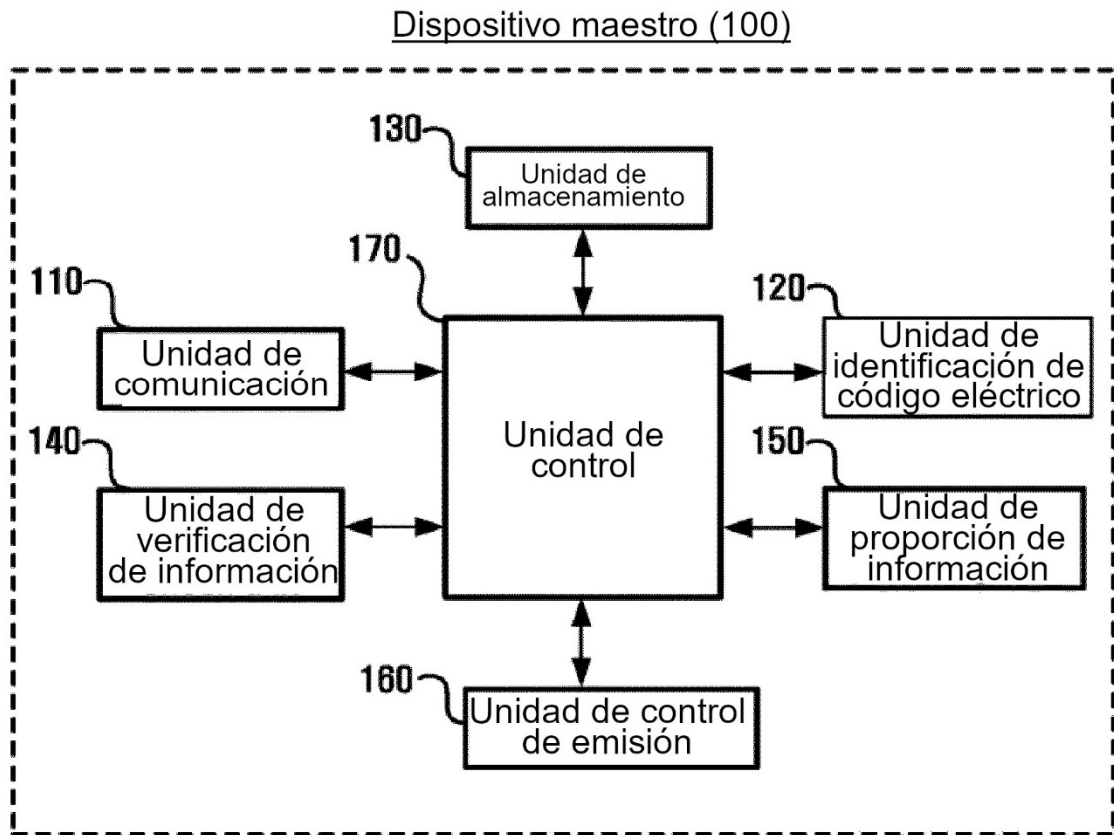 Dispositivo maestro (100)
130
Unidad de
almacenamiento
110
170
120
Unidad de
comunicación
Unidad de
identificación de
código eléctrico
Unidad de
control
140
150
Unidad de
verificación
de información
Unidad de
proporción de
información
160
Unidad de control
de emisión